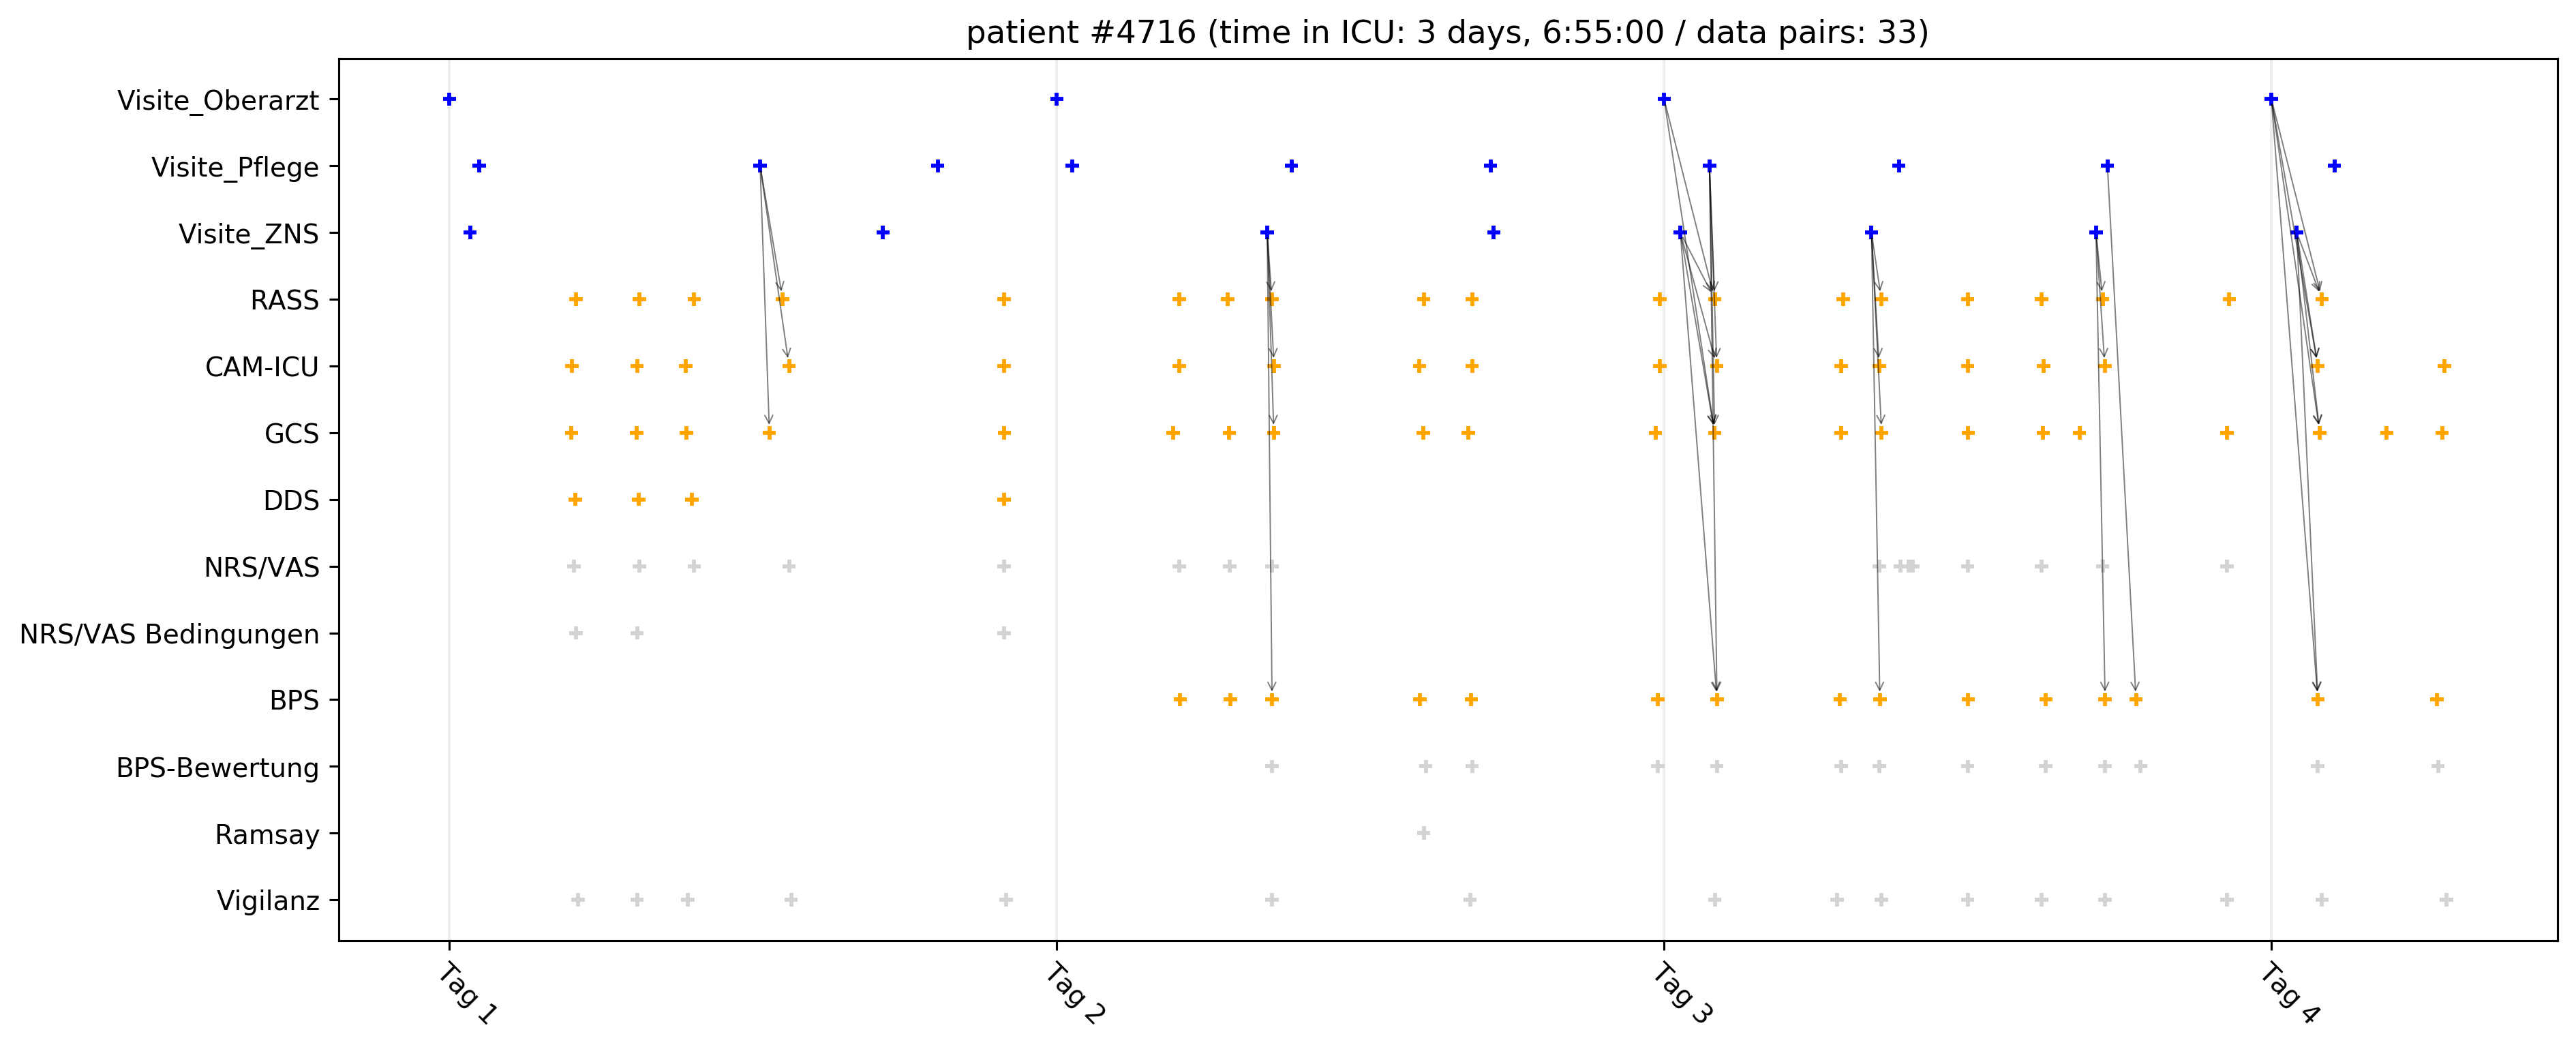 patient #4716 (time in ICU: 3 days, 6:55:00 / data pairs: 33)
Visite_Oberarzt
Visite_Pflege
Visite_ZNS
RASS
CAM-ICU
GCS
DDS
NRS/VAS
NRS/VAS Bedingungen
BPS
BPS-Bewertung
Ramsay
Vigilanz
Tag 1
Tag 2
Tag 3
Tag 4